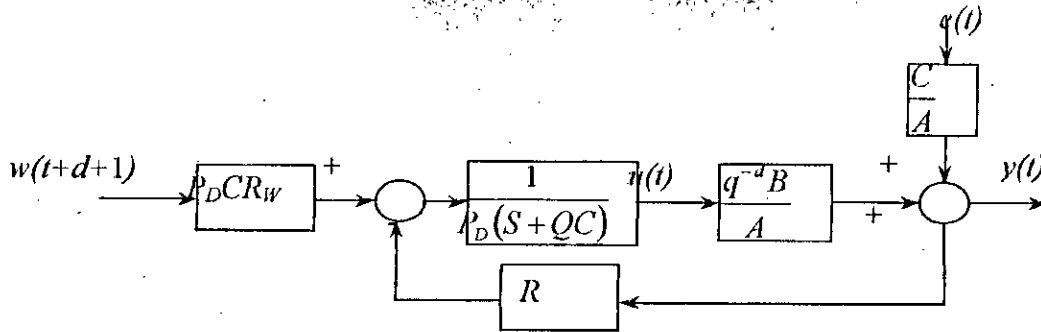 e(t)
C
A
w(t+d+1)
P_D C R_W
+
1
P_D(S+QC)
u(t)
q^{-d} B
A
+
+
y(t)
R